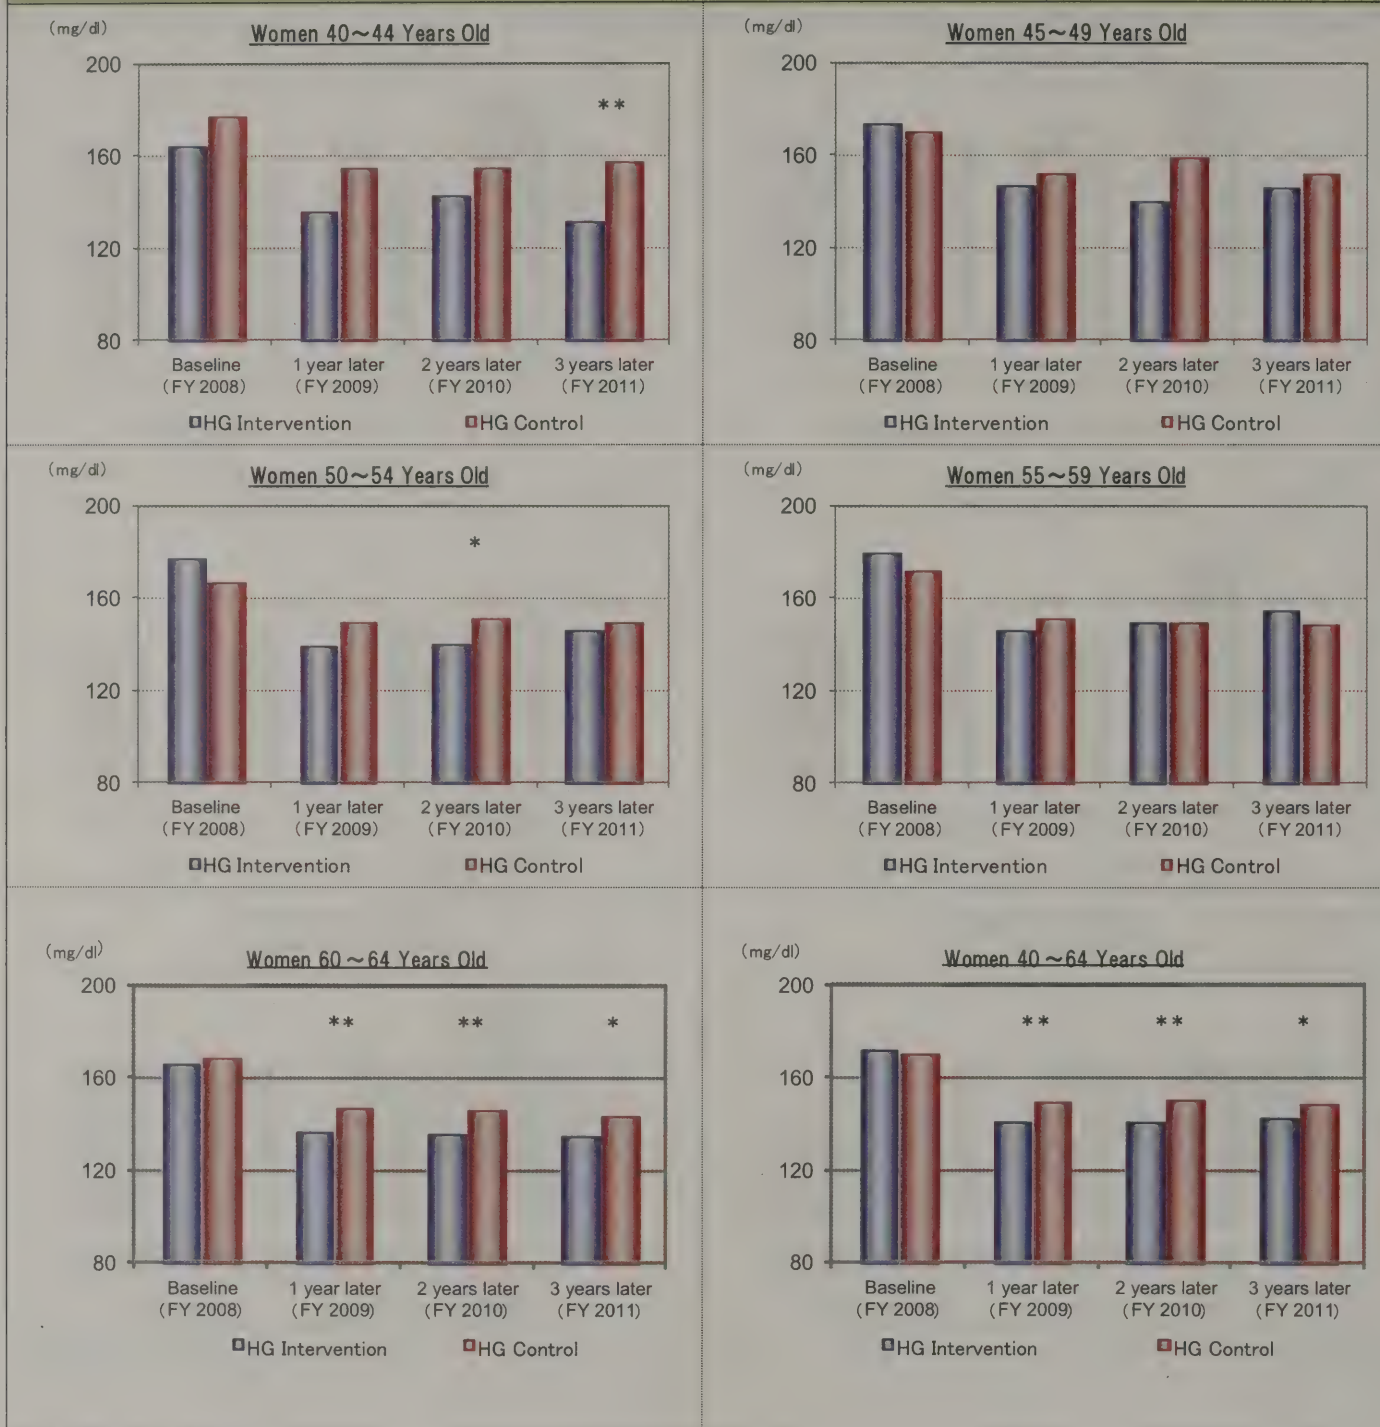 (mg/dl)
Women 40~44 Years Old
200
**
160
120
80
Baseline 1 year later 2 years later 3 years later
(FY 2008) (FY 2009) (FY 2010) (FY 2011)
HG Intervention HG Control
(mg/dl)
Women 45~49 Years Old
200
160
120
80
Baseline 1 year later 2 years later 3 years later
(FY 2008) (FY 2009) (FY 2010) (FY 2011)
HG Intervention HG Control
(mg/dl)
Women 50~54 Years Old
200
*
160
120
80
Baseline 1 year later 2 years later 3 years later
(FY 2008) (FY 2009) (FY 2010) (FY 2011)
HG Intervention HG Control
(mg/dl)
Women 55~59 Years Old
200
160
120
80
Baseline 1 year later 2 years later 3 years later
(FY 2008) (FY 2009) (FY 2010) (FY 2011)
HG Intervention HG Control
(mg/dl)
Women 60~64 Years Old
200
** ** *
160
120
80
Baseline 1 year later 2 years later 3 years later
(FY 2008) (FY 2009) (FY 2010) (FY 2011)
HG Intervention HG Control
(mg/dl)
Women 40~64 Years Old
200
** ** *
160
120
80
Baseline 1 year later 2 years later 3 years later
(FY 2008) (FY 2009) (FY 2010) (FY 2011)
HG Intervention HG Control